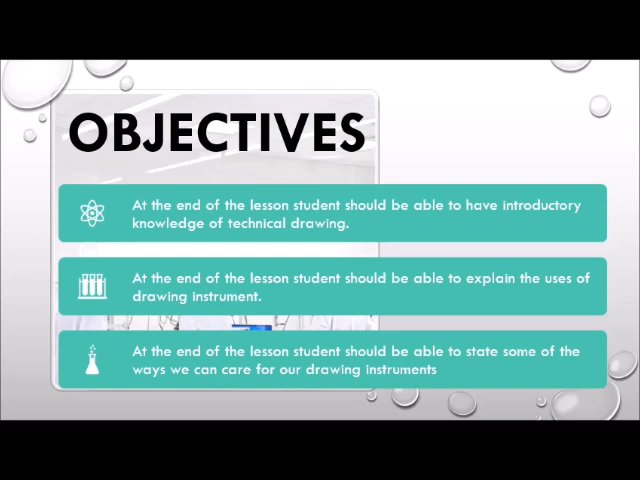 OBJECTIVES
At the end of the lesson student should be able to have introductory
knowledge of technical drawing.
At the end of the lesson student should be able to explain the uses of
drawing instrument.
At the end of the lesson student should be able to state some of the
ways we can care for our drawing instruments